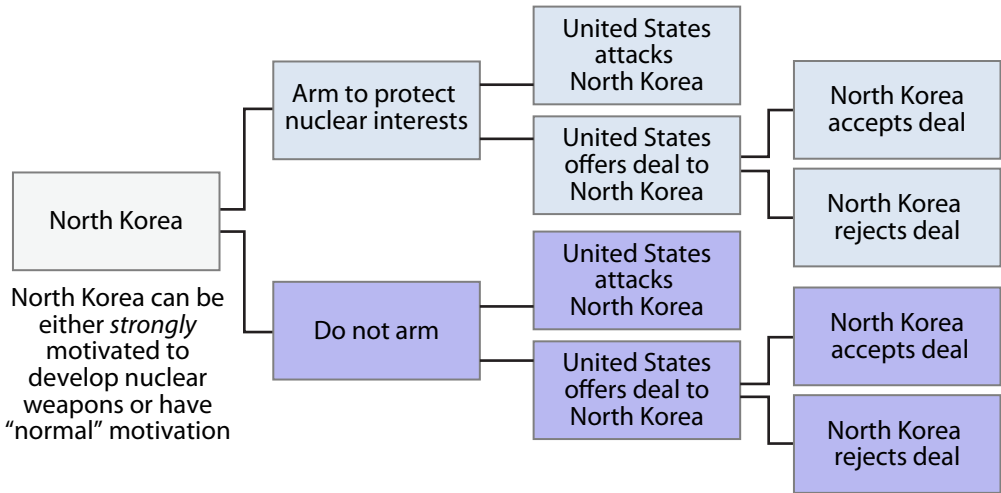 North Korea
North Korea can be
either strongly
motivated to
develop nuclear
weapons or have
“normal” motivation
Arm to protect
nuclear interests
United States
attacks
North Korea
United States
offers deal to
North Korea
North Korea
accepts deal
North Korea
rejects deal
Do not arm
United States
attacks
North Korea
United States
offers deal to
North Korea
North Korea
accepts deal
North Korea
rejects deal